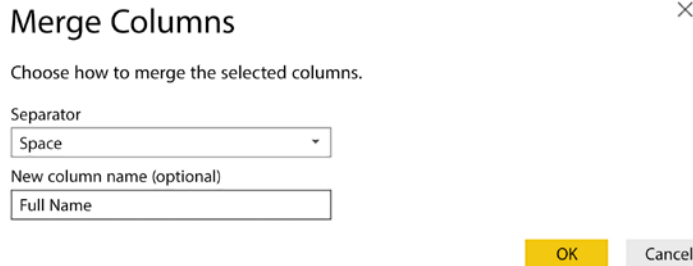 Merge Columns
Choose how to merge the selected columns.
Separator
Space
New column name (optional)
Full Name
OK Cancel